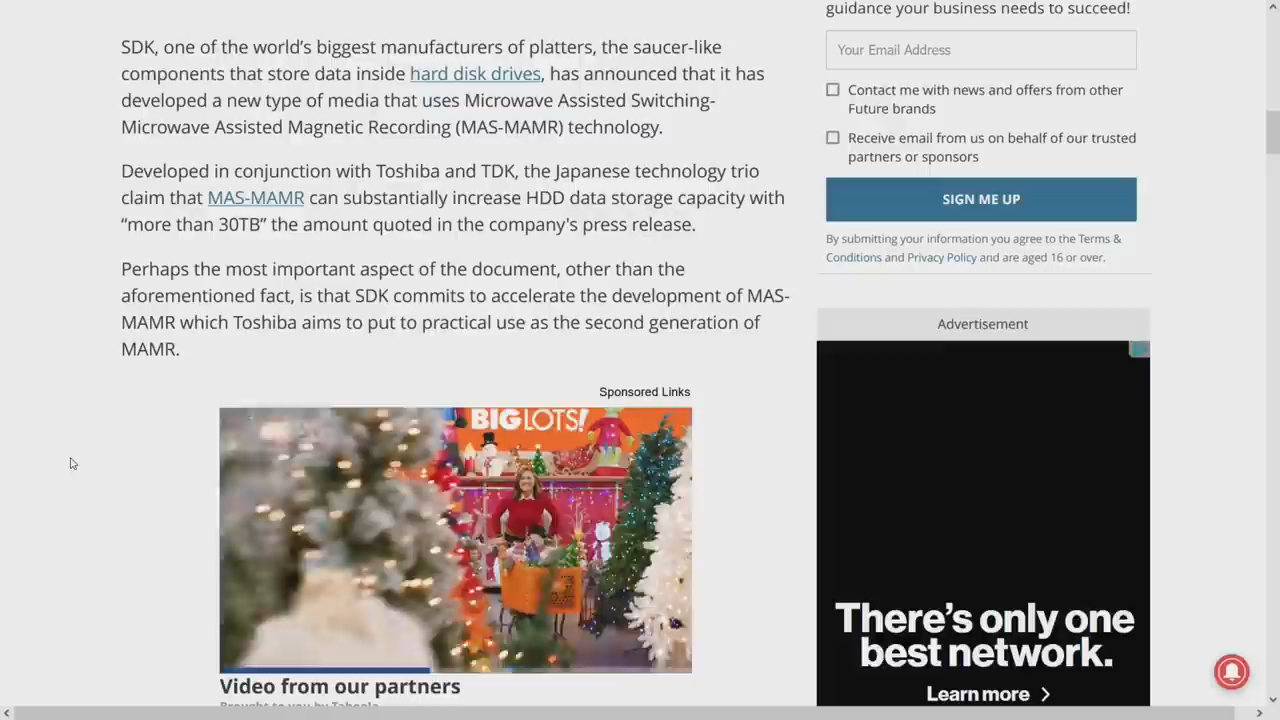 guidance your business needs to succeed!
SDK, one of the world’s biggest manufacturers of platters, the saucer-like
components that store data inside hard disk drives, has announced that it has
developed a new type of media that uses Microwave Assisted Switching-
Microwave Assisted Magnetic Recording (MAS-MAMR) technology.
Developed in conjunction with Toshiba and TDK, the Japanese technology trio
claim that MAS-MAMR can substantially increase HDD data storage capacity with
“more than 30TB” the amount quoted in the company's press release.
Perhaps the most important aspect of the document, other than the
aforementioned fact, is that SDK commits to accelerate the development of MAS-
MAMR which Toshiba aims to put to practical use as the second generation of
MAMR.
Sponsored Links
BIG LOTS!
Video from our partners
Brought to you by Taboola
Your Email Address
Contact me with news and offers from other
Future brands
Receive email from us on behalf of our trusted
partners or sponsors
SIGN ME UP
By submitting your information you agree to the Terms &
Conditions and Privacy Policy and are aged 16 or over.
Advertisement
There’s only one
best network.
Learn more